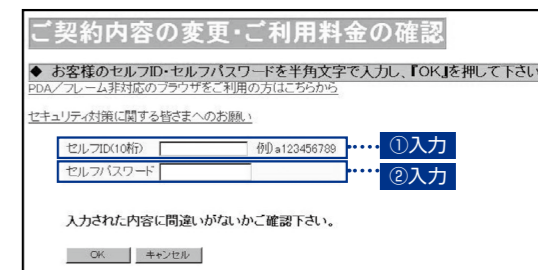 ご契約内容の変更・ご利用料金の確認
◆ お客様のセルフID・セルフパスワードを半角文字で入力し、『OK』を押して下さい
PDA／フレーム非対応のブラウザをご利用の方はこちらから
セキュリティ対策に関する皆さまへのお願い
セルフID(10桁) 例) a123456789 ①入力
セルフパスワード ②入力
入力された内容に間違いがないかご確認下さい。
OK キャンセル